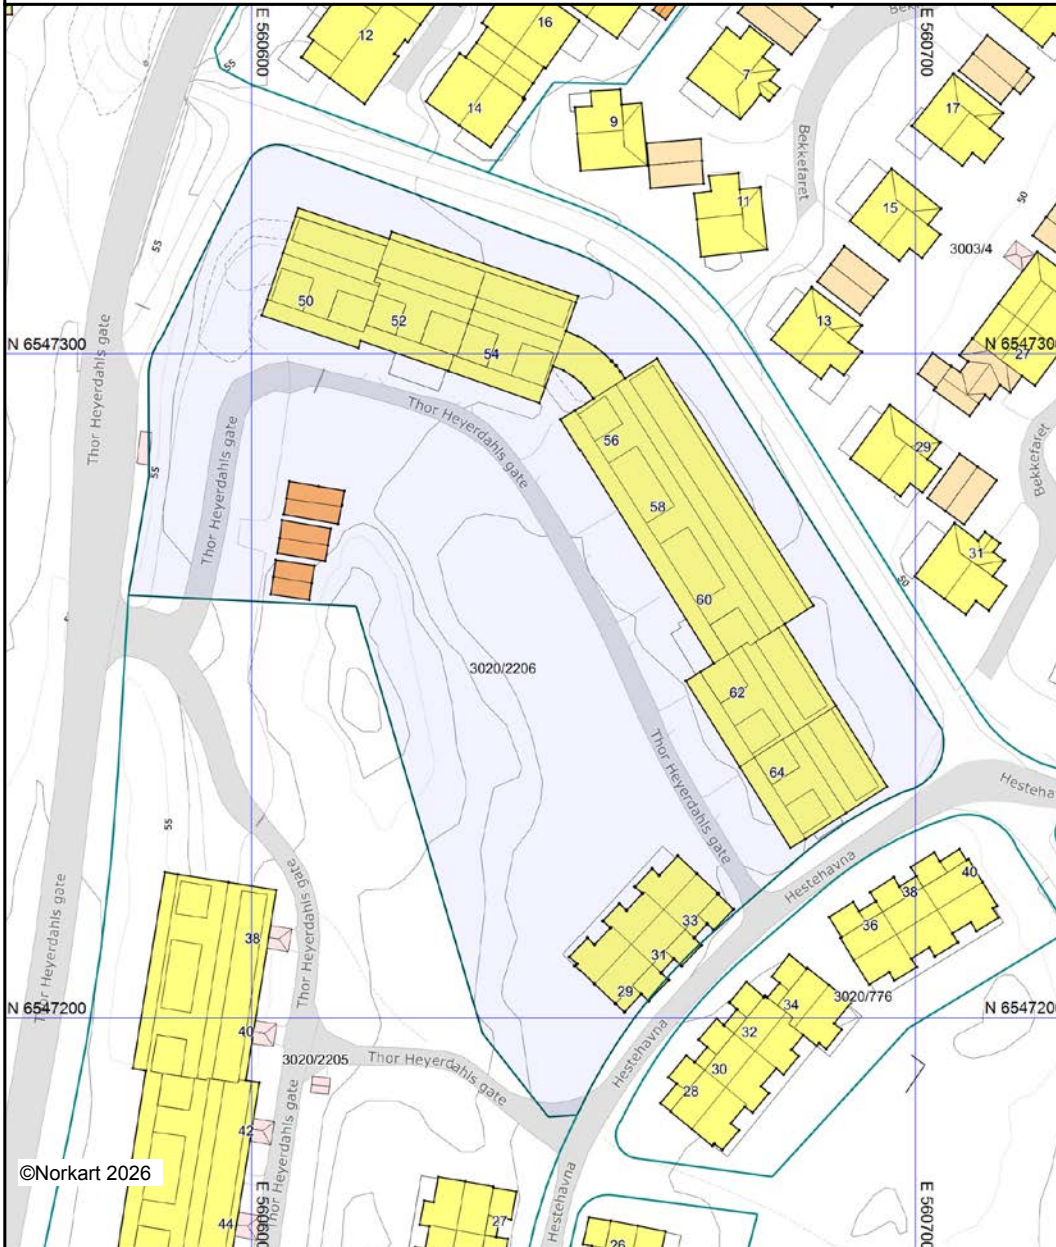 12
16
14
7
9
11
17
15
13
27
29
31
50
3003/4
55
E 560600
E 560700
Bekkefaret
N 6547300
N 6547300
Thor Heyerdahls gate
55
50
52
54
Thor Heyerdahls gate
Thor Heyerdahls gate
55
56
58
60
62
64
50
Bekkefaret
3020/2206
Thor Heyerdahls gate
55
Hesteha
Hestehavna
33
31
29
36
38
40
3020/776
34
32
30
28
Thor Heyerdahls gate
Thor Heyerdahls gate
38
N 6547200
N 6547200
40
3020/2205
Thor Heyerdahls gate
Hestehavna
Thor Heyerdahls gate
42
44
©Norkart 2026
E 560600
E 560700
27
Hestehavna
26